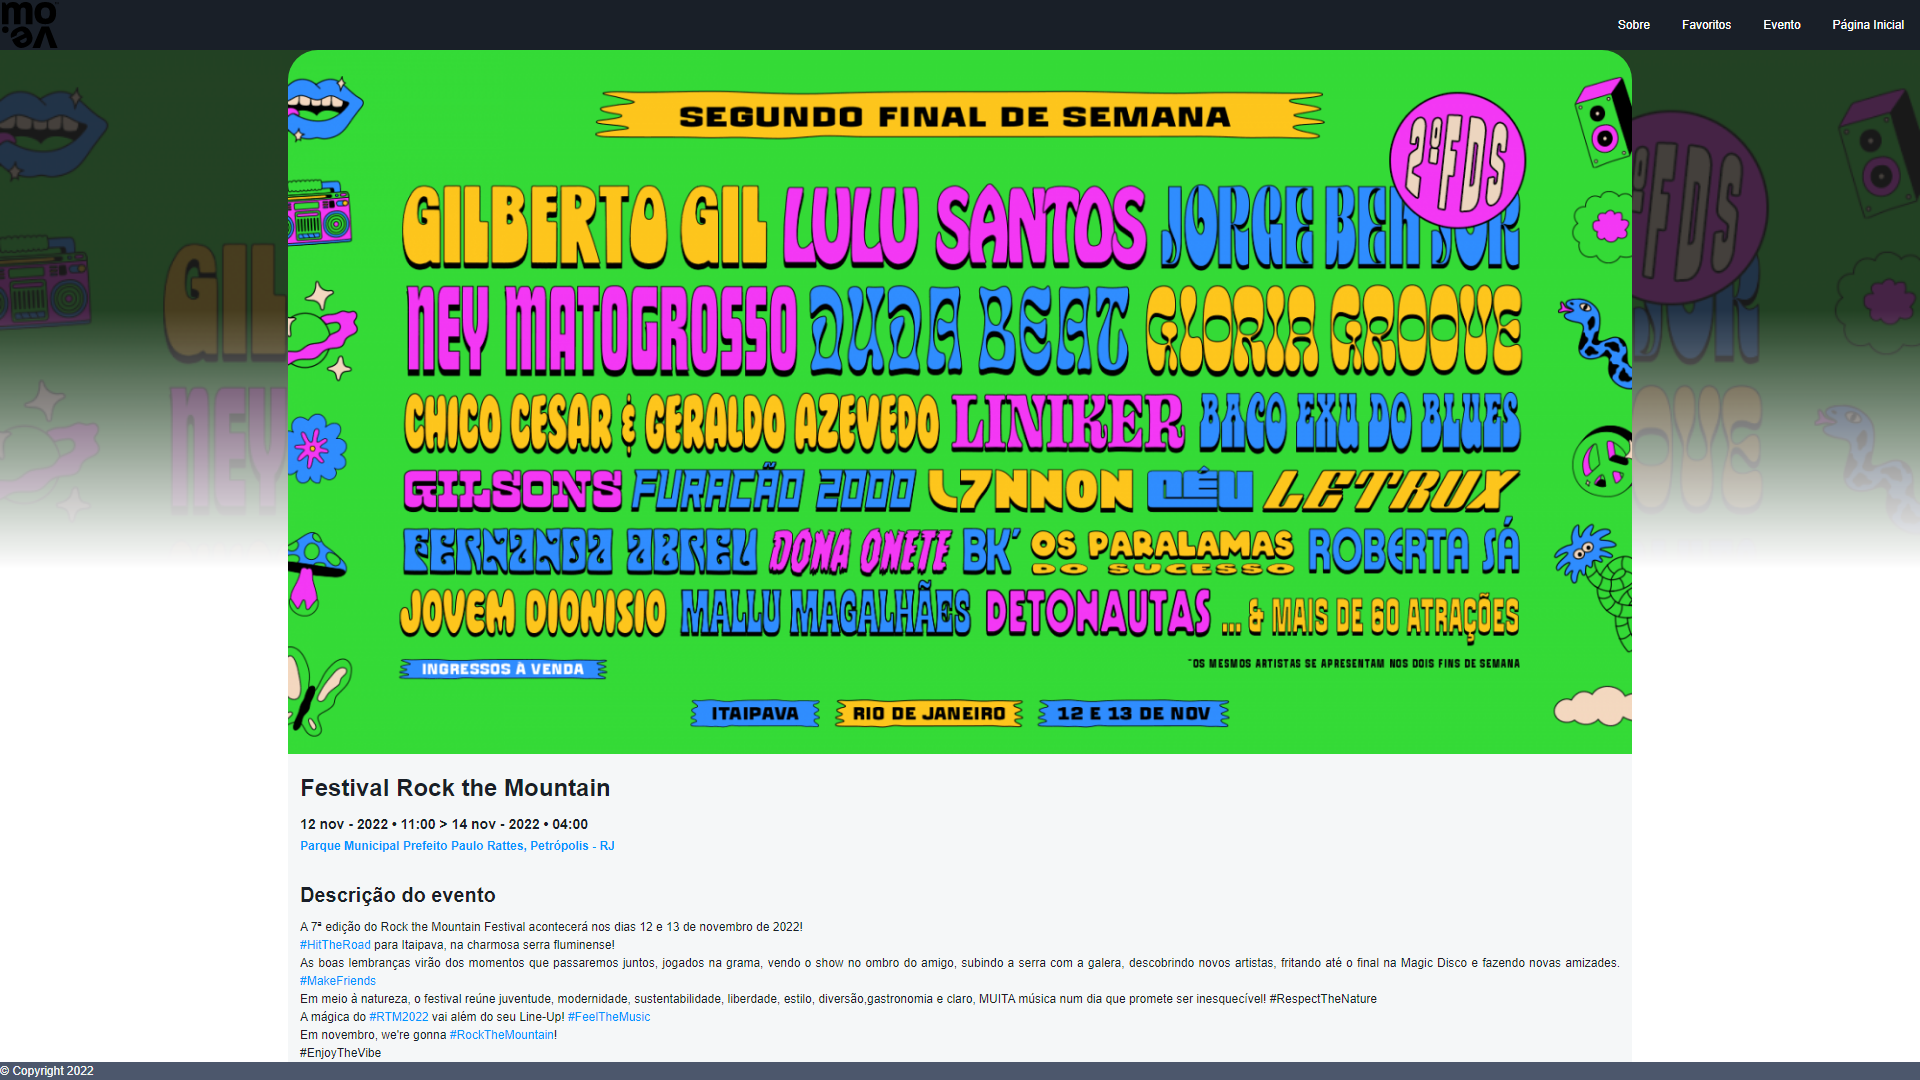 mo
ve.
Sobre Favoritos Evento Página Inicial
SEGUNDO FINAL DE SEMANA
2º FDS
GILBERTO GIL LULU SANTOS JORGE BEN JOR
NEY MATOGROSSO DUDA BEAT GLORIA GROOVE
CHICO CESAR & GERALDO AZEVEDO LINIKER BACO EXU DO BLUES
GILSONS FURACÃO 2000 L7NNON CÉU LETRUX
FERNANDA ABREU DONA ONETE BK' OS PARALAMAS DO SUCESSO ROBERTA SÁ
JOVEM DIONISIO MALLU MAGALHÃES DETONAUTAS ... & MAIS DE 60 ATRAÇÕES
INGRESSOS À VENDA
*OS MESMOS ARTISTAS SE APRESENTAM NOS DOIS FINS DE SEMANA
ITAIPAVA RIO DE JANEIRO 12 E 13 DE NOV
Festival Rock the Mountain
12 nov - 2022 • 11:00 > 14 nov - 2022 • 04:00
Parque Municipal Prefeito Paulo Rattes, Petrópolis - RJ
Descrição do evento
A 7ª edição do Rock the Mountain Festival acontecerá nos dias 12 e 13 de novembro de 2022!
#HitTheRoad para Itaipava, na charmosa serra fluminense!
As boas lembranças virão dos momentos que passaremos juntos, jogados na grama, vendo o show no ombro do amigo, subindo a serra com a galera, descobrindo novos artistas, fritando até o final na Magic Disco e fazendo novas amizades.
#MakeFriends
Em meio à natureza, o festival reúne juventude, modernidade, sustentabilidade, liberdade, estilo, diversão,gastronomia e claro, MUITA música num dia que promete ser inesquecível! #RespectTheNature
A mágica do #RTM2022 vai além do seu Line-Up! #FeelTheMusic
Em novembro, we're gonna #RockTheMountain!
#EnjoyTheVibe
© Copyright 2022